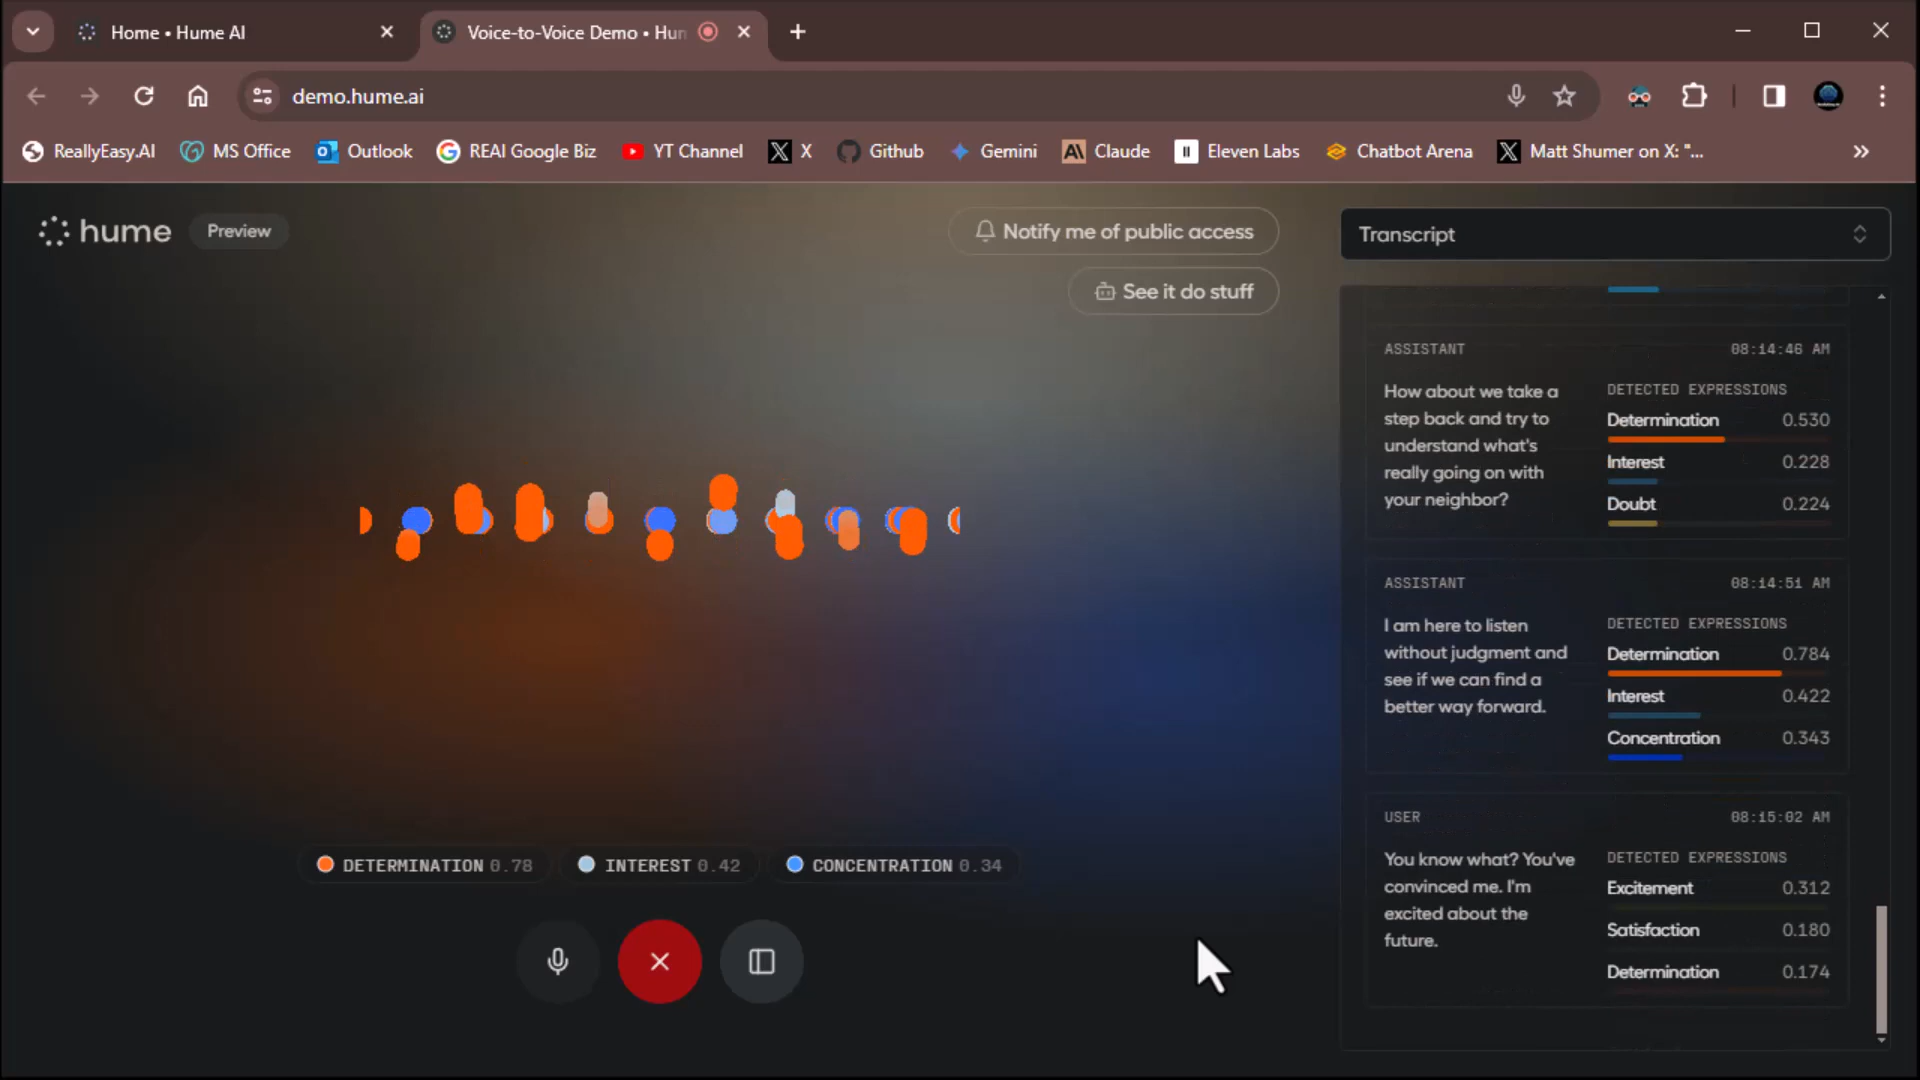 Home • Hume AI
Voice-to-Voice Demo • Hum
demo.hume.ai
ReallyEasy.AI
MS Office
Outlook
REAI Google Biz
YT Channel
X
Github
Gemini
Claude
Eleven Labs
Chatbot Arena
Matt Shumer on X: "...
hume
Preview
Notify me of public access
See it do stuff
DETERMINATION 0.78
INTEREST 0.42
CONCENTRATION 0.34
Transcript
ASSISTANT
08:14:46 AM
How about we take a
step back and try to
understand what's
really going on with
your neighbor?
DETECTED EXPRESSIONS
Determination 0.530
Interest 0.228
Doubt 0.224
ASSISTANT
08:14:51 AM
I am here to listen
without judgment and
see if we can find a
better way forward.
DETECTED EXPRESSIONS
Determination 0.784
Interest 0.422
Concentration 0.343
USER
08:15:02 AM
You know what? You've
convinced me. I'm
excited about the
future.
DETECTED EXPRESSIONS
Excitement 0.312
Satisfaction 0.180
Determination 0.174